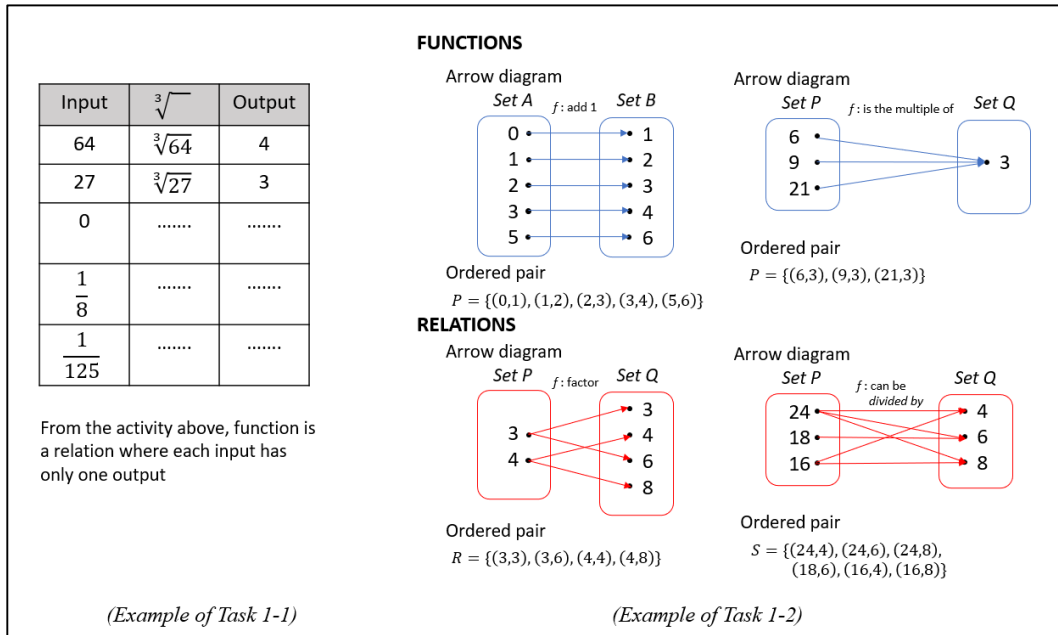 Input ∛ Output
64 ∛64 4
27 ∛27 3
0 ....... .......
1/8 ....... .......
1/125 ....... .......
From the activity above, function is
a relation where each input has
only one output
(Example of Task 1-1)
FUNCTIONS
Arrow diagram
Set A f : add 1 Set B
0 1
1 2
2 3
3 4
5 6
Ordered pair
P = {(0,1), (1,2), (2,3), (3,4), (5,6)}
Arrow diagram
Set P f : is the multiple of Set Q
6
9 3
21
Ordered pair
P = {(6,3), (9,3), (21,3)}
RELATIONS
Arrow diagram
Set P f : factor Set Q
3
3 4
4 6
8
Ordered pair
R = {(3,3), (3,6), (4,4), (4,8)}
Arrow diagram
Set P f : can be Set Q
divided by
24 4
18 6
16 8
Ordered pair
S = {(24,4), (24,6), (24,8),
(18,6), (16,4), (16,8)}
(Example of Task 1-2)